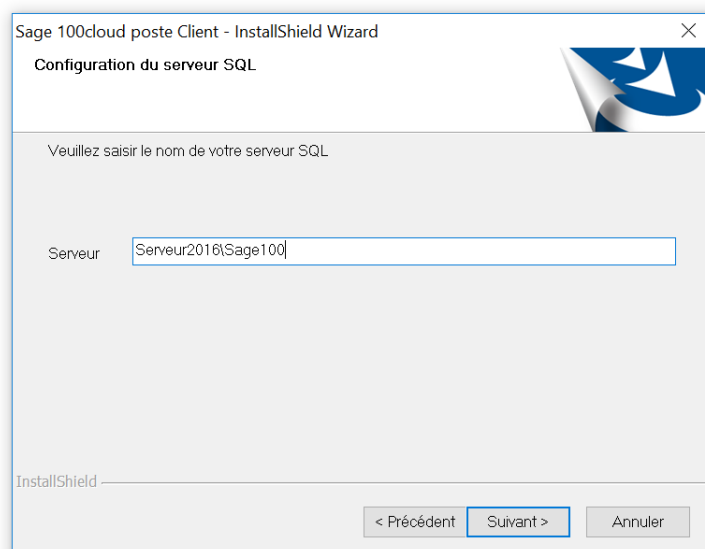 Sage 100cloud poste Client - InstallShield Wizard
Configuration du serveur SQL
Veuillez saisir le nom de votre serveur SQL
Serveur
Serveur2016\Sage100
InstallShield
< Précédent
Suivant >
Annuler